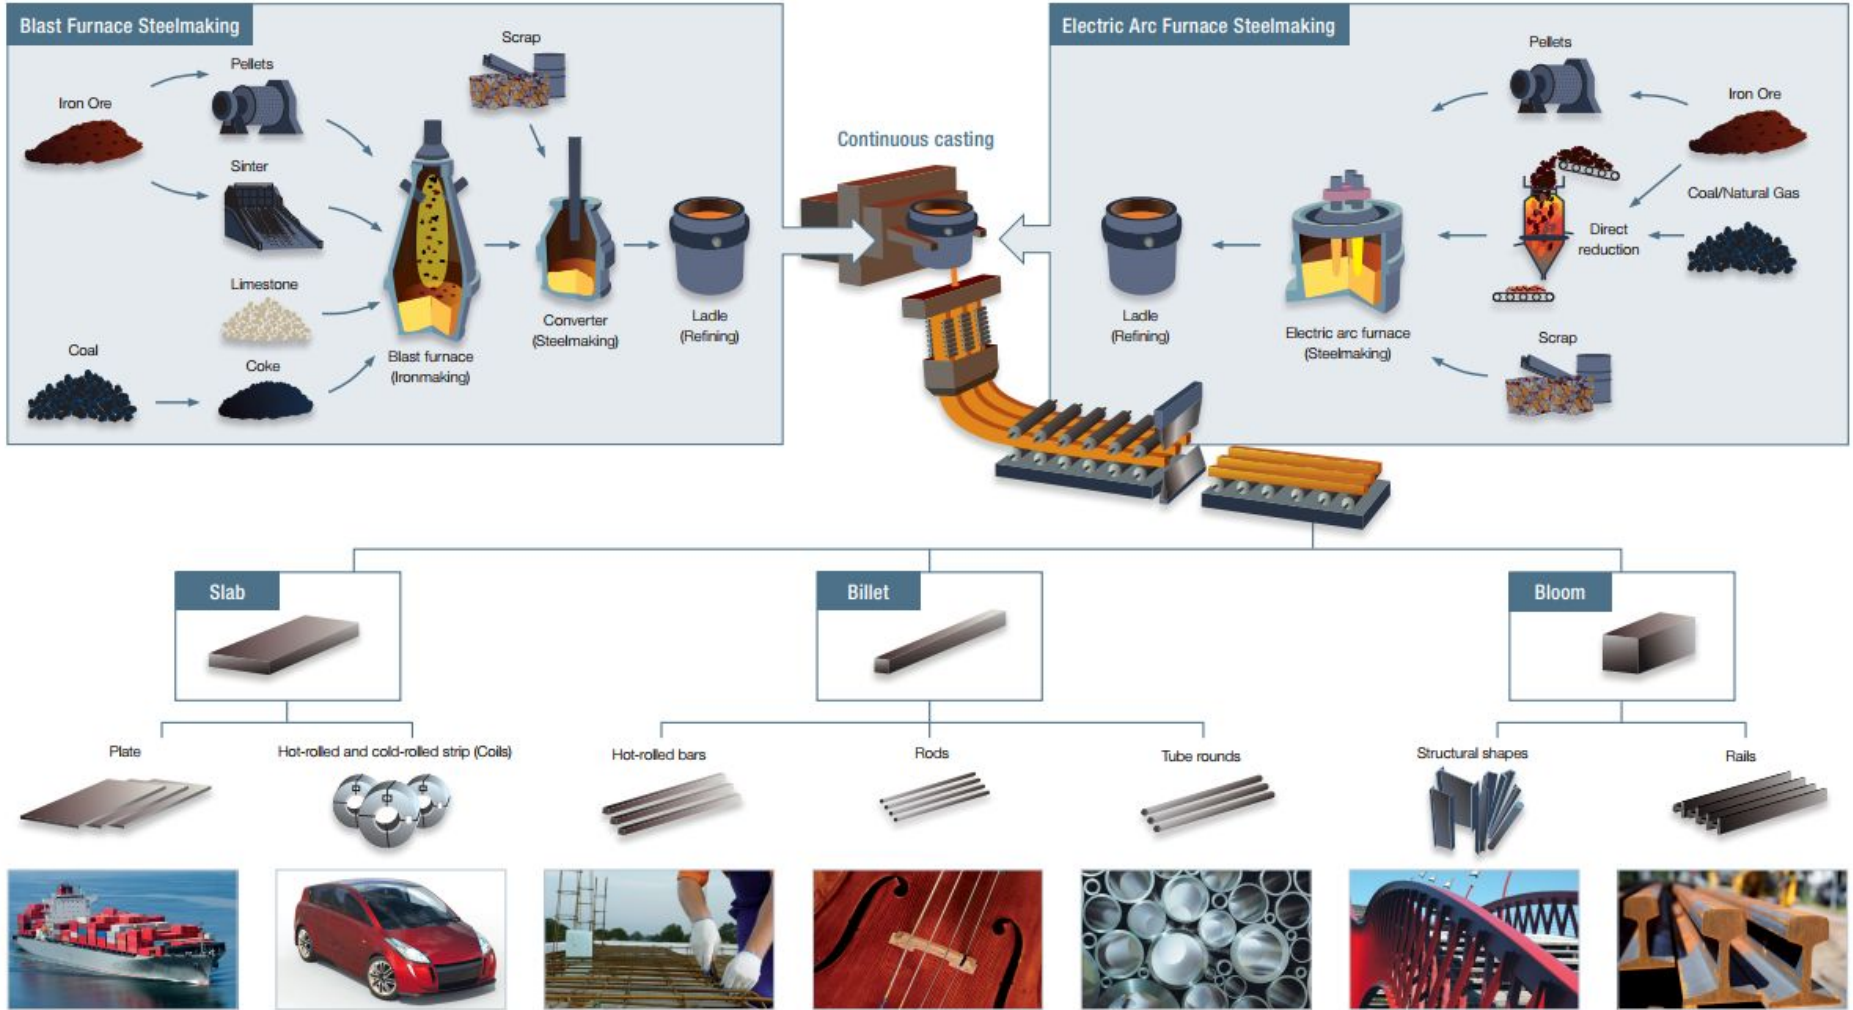 Blast Furnace Steelmaking
Iron Ore
Pellets
Sinter
Limestone
Coal
Coke
Scrap
Blast furnace
(Ironmaking)
Converter
(Steelmaking)
Ladle
(Refining)
Continuous casting
Electric Arc Furnace Steelmaking
Pellets
Iron Ore
Coal/Natural Gas
Direct
reduction
Scrap
Electric arc furnace
(Steelmaking)
Ladle
(Refining)
Slab
Billet
Bloom
Plate
Hot-rolled and cold-rolled strip (Coils)
Hot-rolled bars
Rods
Tube rounds
Structural shapes
Rails